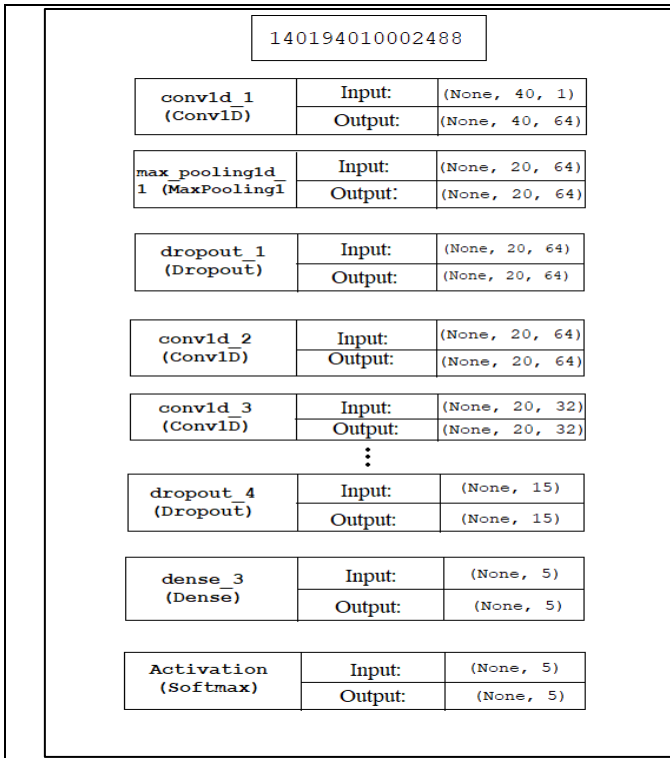 140194010002488
conv1d_1
(Conv1D)
Input: (None, 40, 1)
Output: (None, 40, 64)
max_pooling1d_
1 (MaxPooling1
Input: (None, 20, 64)
Output: (None, 20, 64)
dropout_1
(Dropout)
Input: (None, 20, 64)
Output: (None, 20, 64)
conv1d_2
(Conv1D)
Input: (None, 20, 64)
Output: (None, 20, 64)
conv1d_3
(Conv1D)
Input: (None, 20, 32)
Output: (None, 20, 32)
dropout_4
(Dropout)
Input: (None, 15)
Output: (None, 15)
dense_3
(Dense)
Input: (None, 5)
Output: (None, 5)
Activation
(Softmax)
Input: (None, 5)
Output: (None, 5)